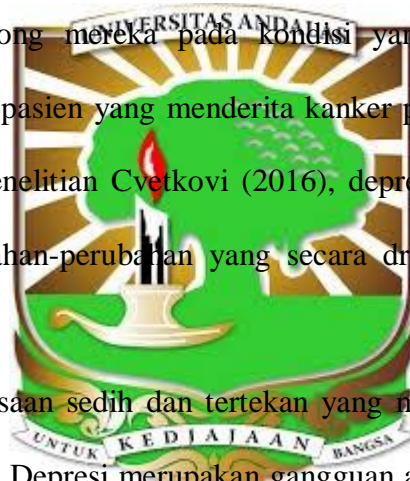 UNIVERSITAS ANDALAS
ong mereka pada kondisi yan
pasien yang menderita kanker p
enelitian Cvetkovi (2016), depre
ahan-perubahan yang secara dr
saan sedih dan tertekan yang m
UNTUK KEDJAJAAN BANGSA
Depresi merupakan gangguan a